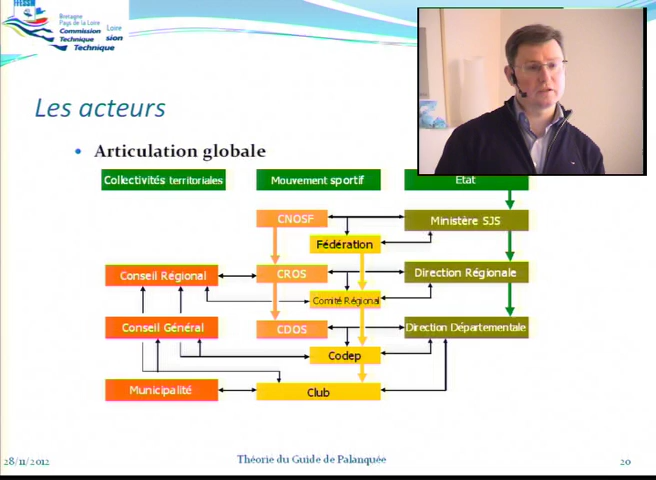 Bretagne
Pays de la Loire
Commission
Technique
Loire
sion
Technique
Les acteurs
• Articulation globale
Collectivités territoriales
Mouvement sportif
Etat
CNOSF
Ministère SJS
Fédération
Conseil Régional
CROS
Direction Régionale
Comité Régional
Conseil Général
CDOS
Direction Départementale
Codep
Municipalité
Club
28/11/2012
Théorie du Guide de Palanquée
20